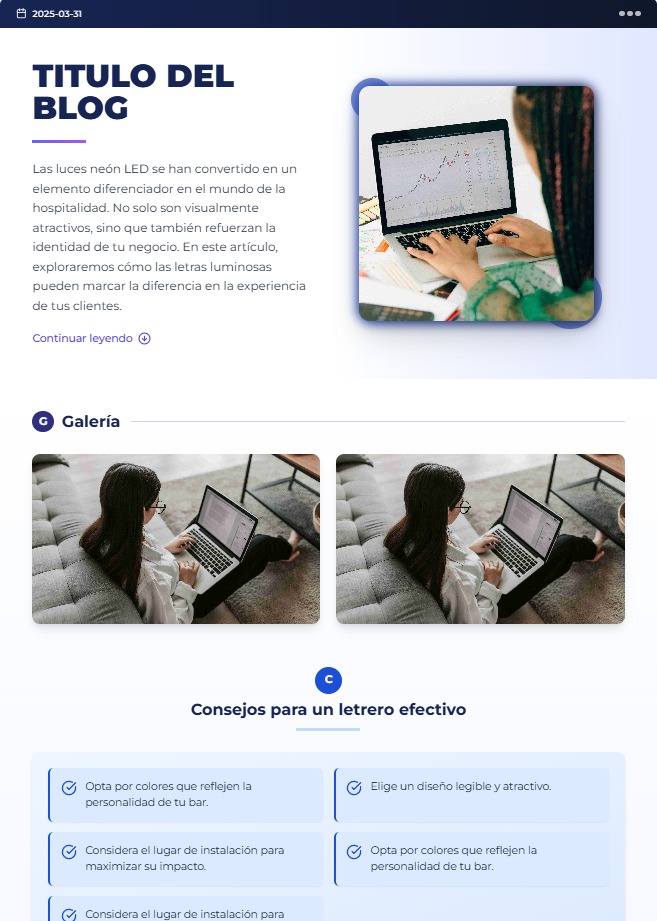 2025-03-31
TITULO DEL
BLOG
Las luces neón LED se han convertido en un
elemento diferenciador en el mundo de la
hospitalidad. No solo son visualmente
atractivos, sino que también refuerzan la
identidad de tu negocio. En este artículo,
exploraremos cómo las letras luminosas
pueden marcar la diferencia en la experiencia
de tus clientes.
Continuar leyendo
G Galería
C
Consejos para un letrero efectivo
Opta por colores que reflejen la
personalidad de tu bar.
Elige un diseño legible y atractivo.
Considera el lugar de instalación para
maximizar su impacto.
Opta por colores que reflejen la
personalidad de tu bar.
Considera el lugar de instalación para